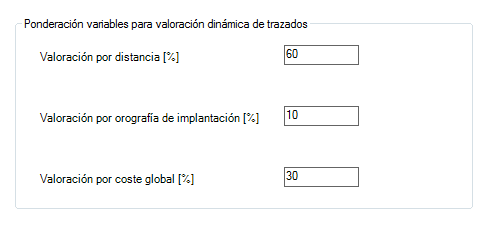 Ponderación variables para valoración dinámica de trazados
Valoración por distancia [%] 60
Valoración por orografía de implantación [%] 10
Valoración por coste global [%] 30